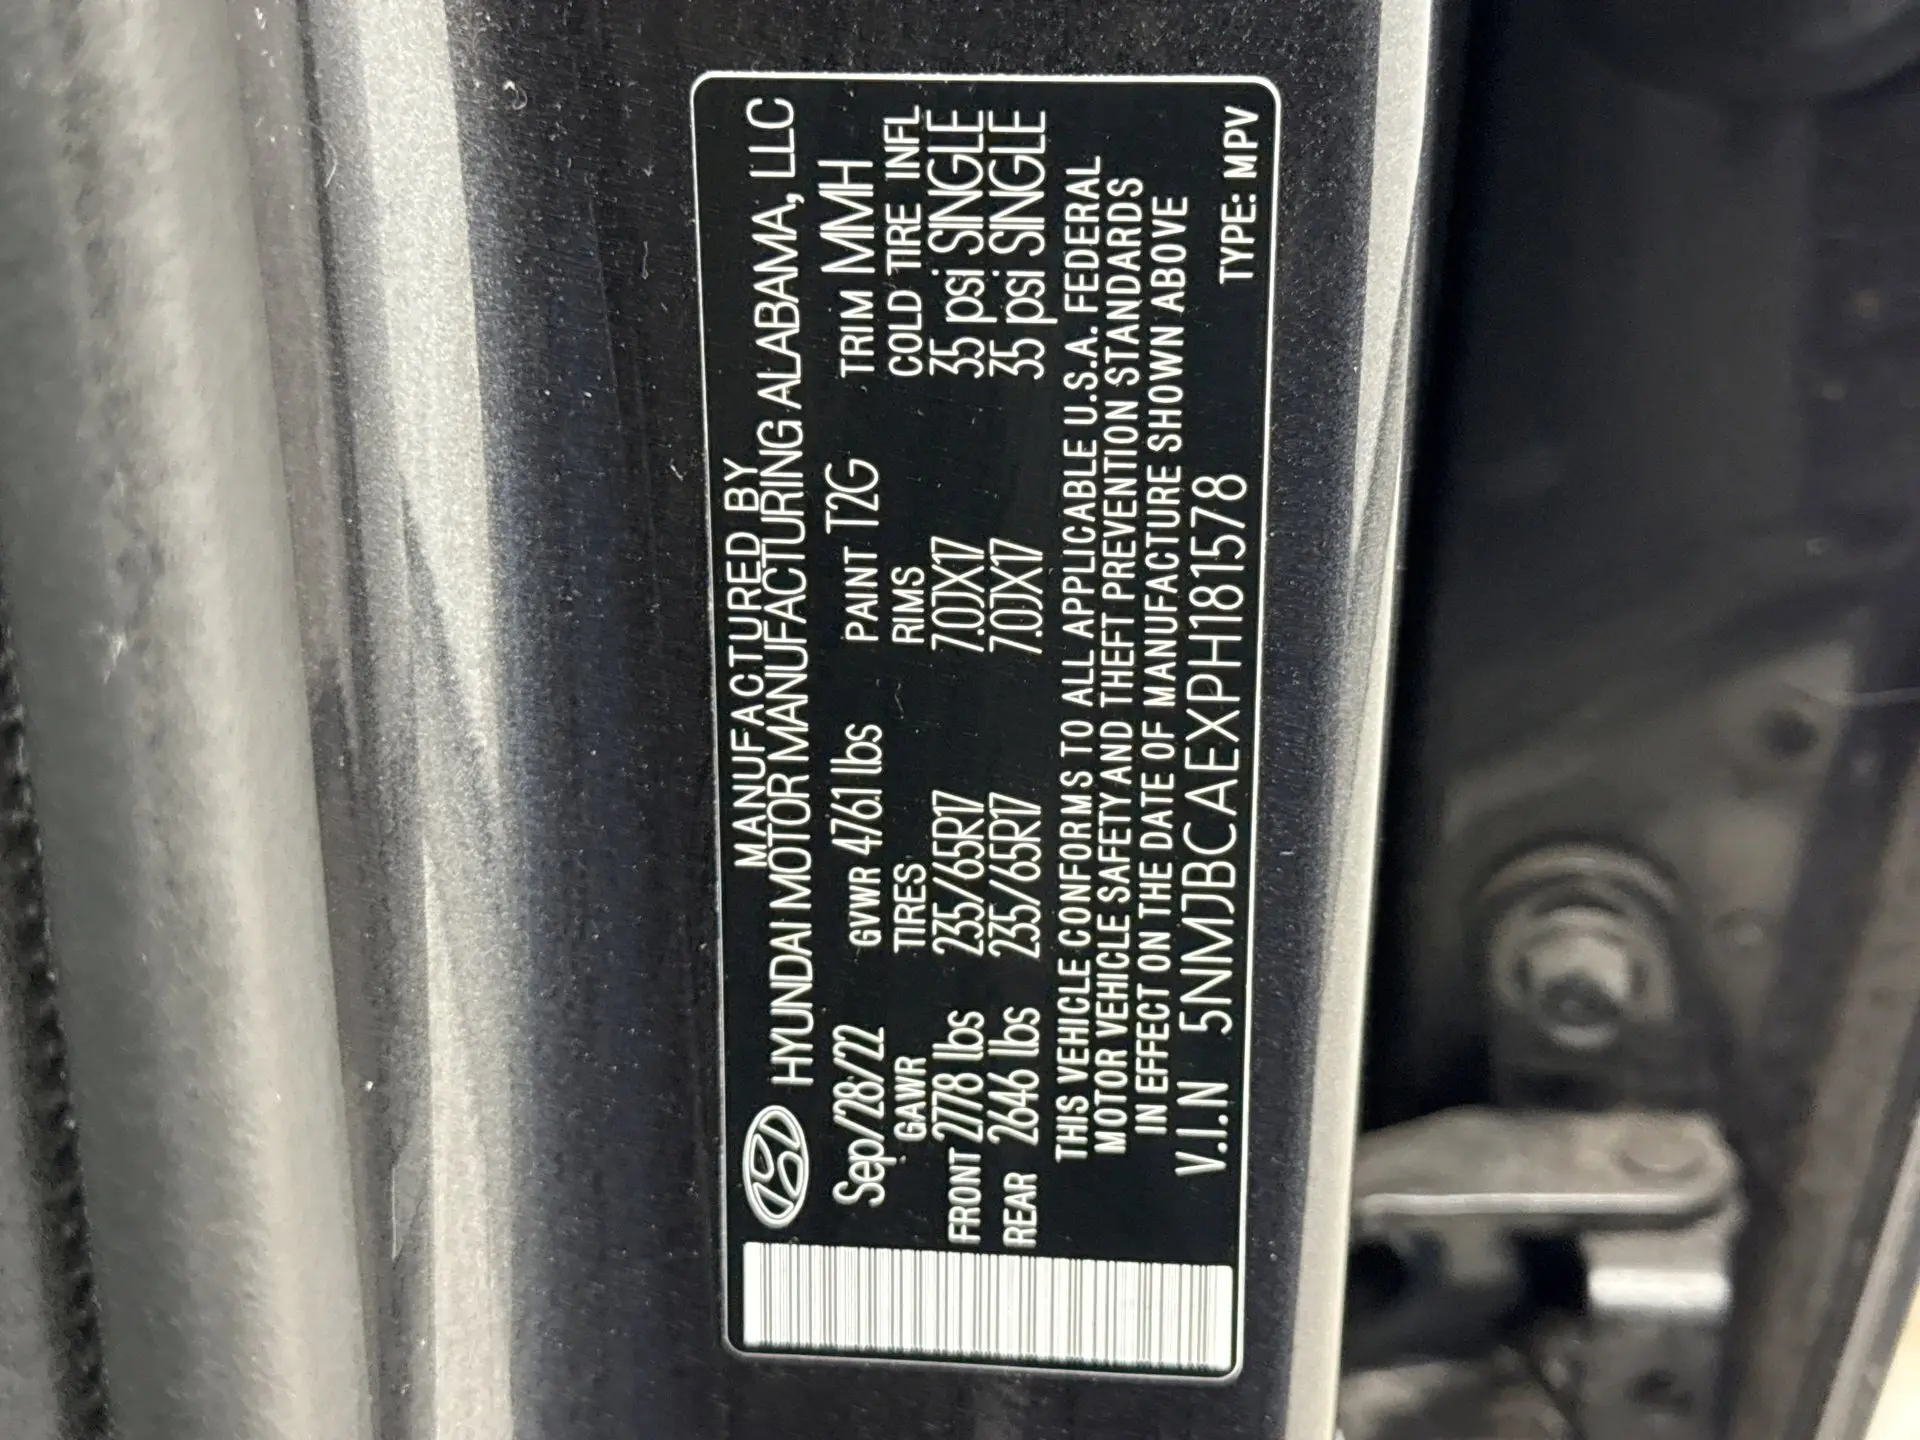 MANUFACTURED BY
HYUNDAI MOTOR MANUFACTURING ALABAMA, LLC
Sep/28/22 GVWR 4761 lbs PAINT T2G TRIM MMH
GAWR TIRES RIMS COLD TIRE INFL
FRONT 2778 lbs 235/65R17 7.0JX17 35 psi SINGLE
REAR 2646 lbs 235/65R17 7.0JX17 35 psi SINGLE
THIS VEHICLE CONFORMS TO ALL APPLICABLE U.S.A. FEDERAL
MOTOR VEHICLE SAFETY AND THEFT PREVENTION STANDARDS
IN EFFECT ON THE DATE OF MANUFACTURE SHOWN ABOVE
V.I.N 5NMJBCAEXPH181578 TYPE: MPV